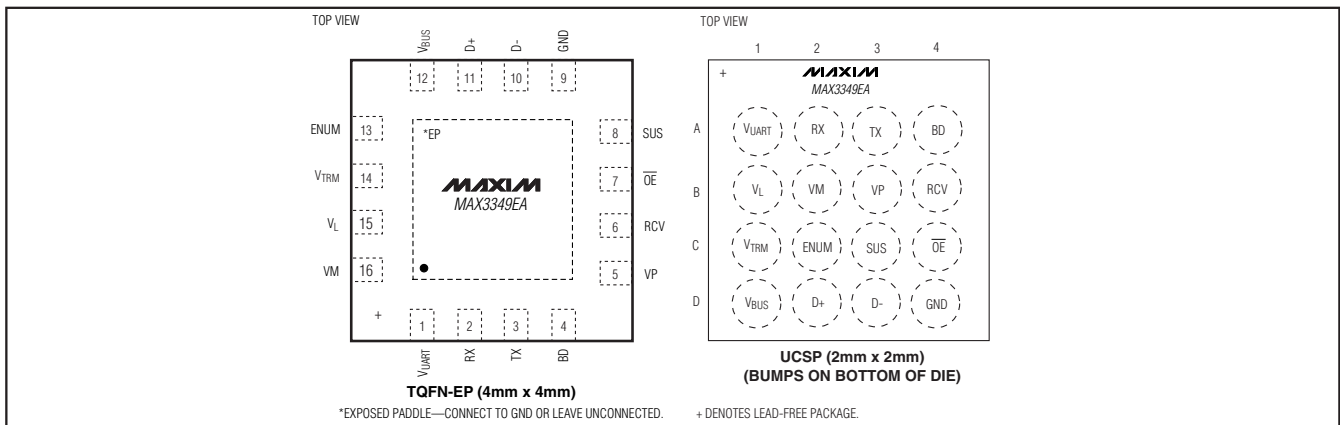 TOP VIEW
VBUS D+ D- GND
12 11 10 9
ENUM 13
*EP
8 SUS
VTRM 14
7 OE
MAXIM
MAX3349EA
VL 15
6 RCV
VM 16
5 VP
+
1 2 3 4
VUART RX TX BD
TQFN-EP (4mm x 4mm)
*EXPOSED PADDLE—CONNECT TO GND OR LEAVE UNCONNECTED.
TOP VIEW
1 2 3 4
+
MAXIM
MAX3349EA
A VUART RX TX BD
B VL VM VP RCV
C VTRM ENUM SUS OE
D VBUS D+ D- GND
UCSP (2mm x 2mm)
(BUMPS ON BOTTOM OF DIE)
+ DENOTES LEAD-FREE PACKAGE.